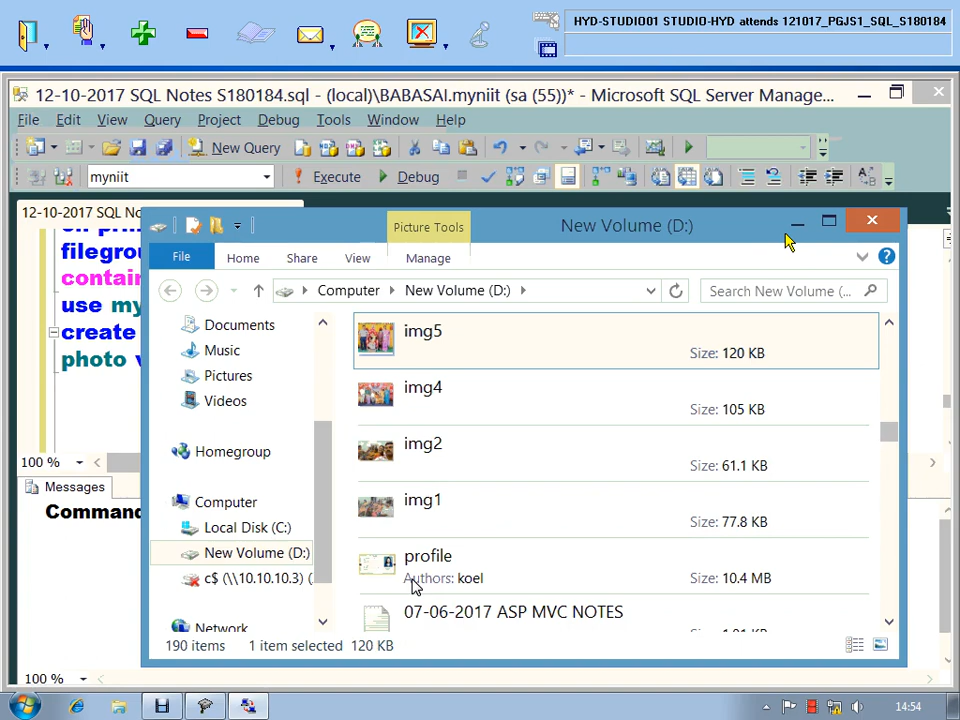 HYD-STUDIO01 STUDIO-HYD attends 121017_PGJS1_SQL_S180184
12-10-2017 SQL Notes S180184.sql - (local)\BABASAI.myniit (sa (55))* - Microsoft SQL Server Manage...
File Edit View Query Project Debug Tools Window Help
New Query
myniit Execute Debug
12-10-2017 SQL No
filegrou
contain
use my
create
photo v
100 %
Messages
Command
100 %
Picture Tools New Volume (D:)
File Home Share View Manage
Computer New Volume (D:) Search New Volume (...
Documents
Music
Pictures
Videos
Homegroup
Computer
Local Disk (C:)
New Volume (D:)
c$ (\\10.10.10.3) (
Network
img5
Size: 120 KB
img4
Size: 105 KB
img2
Size: 61.1 KB
img1
Size: 77.8 KB
profile
Authors: koel Size: 10.4 MB
07-06-2017 ASP MVC NOTES
190 items 1 item selected 120 KB
14:54